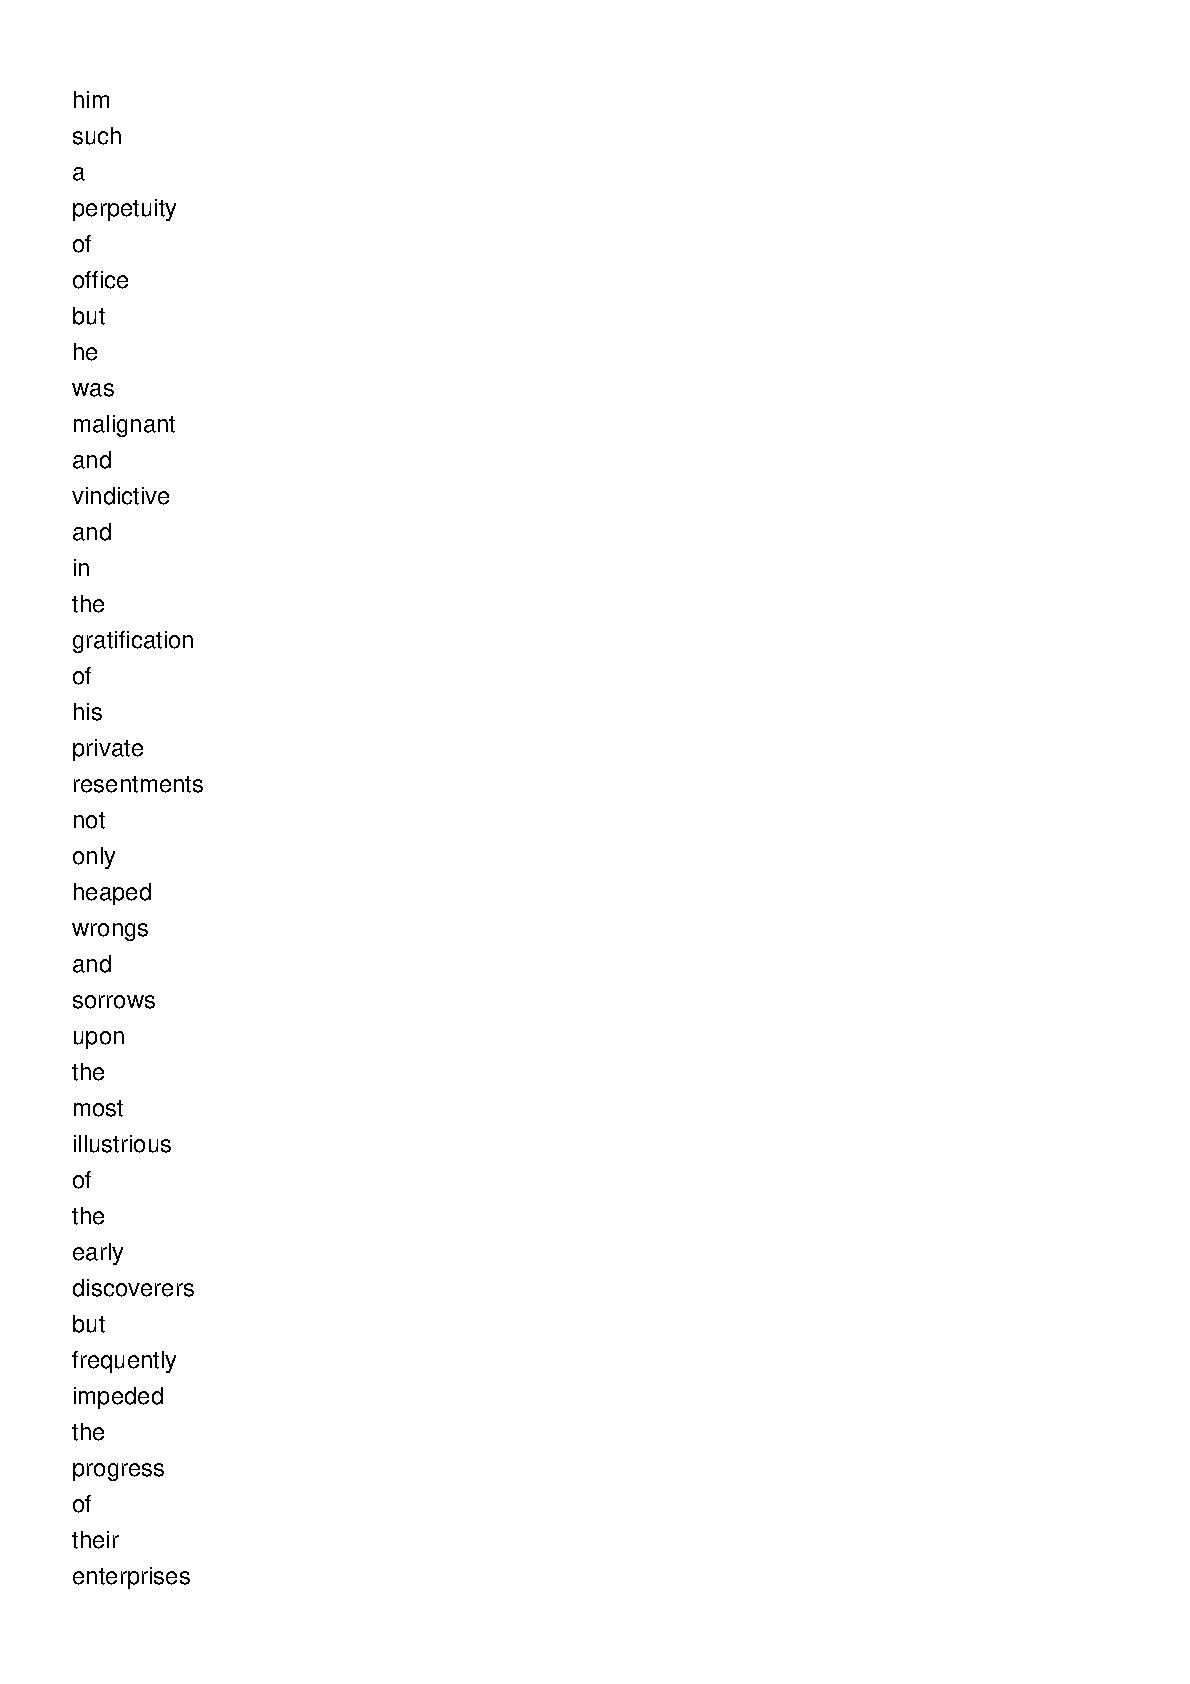 him
such
a
perpetuity
of
office
but
he
was
malignant
and
vindictive
and
in
the
gratification
of
his
private
resentments
not
only
heaped
wrongs
and
sorrows
upon
the
most
illustrious
of
the
early
discoverers
but
frequently
impeded
the
progress
of
their
enterprises